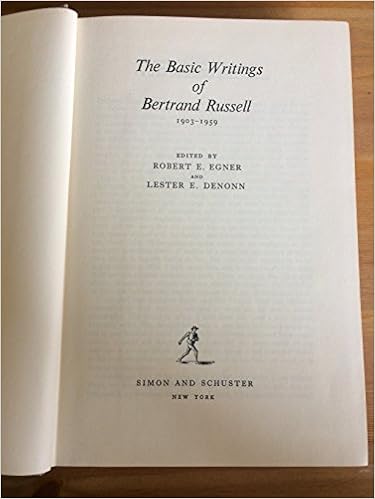 The Basic Writings
of
Bertrand Russell
1903-1959
EDITED BY
ROBERT E. EGNER
AND
LESTER E. DENONN
SIMON AND SCHUSTER
NEW YORK